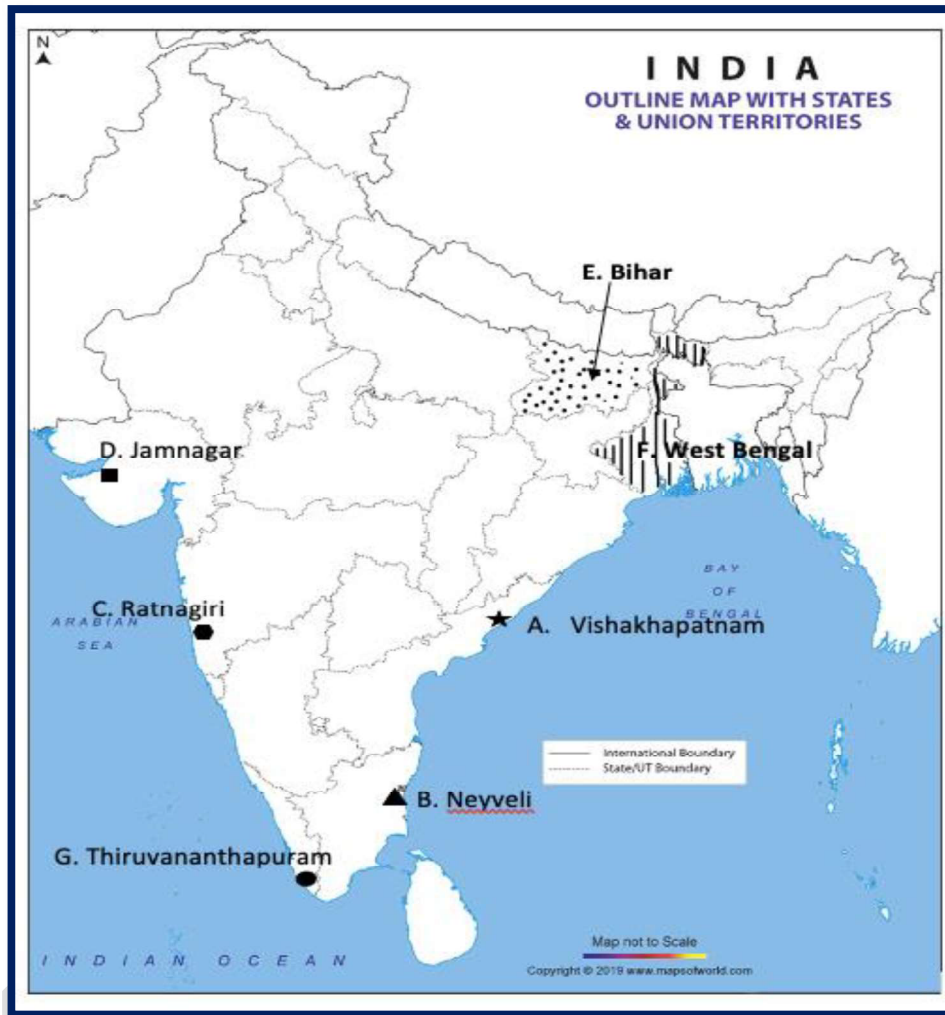 N
INDIA
OUTLINE MAP WITH STATES
& UNION TERRITORIES
E. Bihar
D. Jamnagar
F. West Bengal
BAY
OF
BENGAL
C. Ratnagiri
ARABIAN
SEA
A. Vishakhapatnam
International Boundary
State/UT Boundary
B. Neyveli
G. Thiruvananthapuram
Map not to Scale
INDIAN OCEAN
Copyright © 2019 www.mapsofworld.com